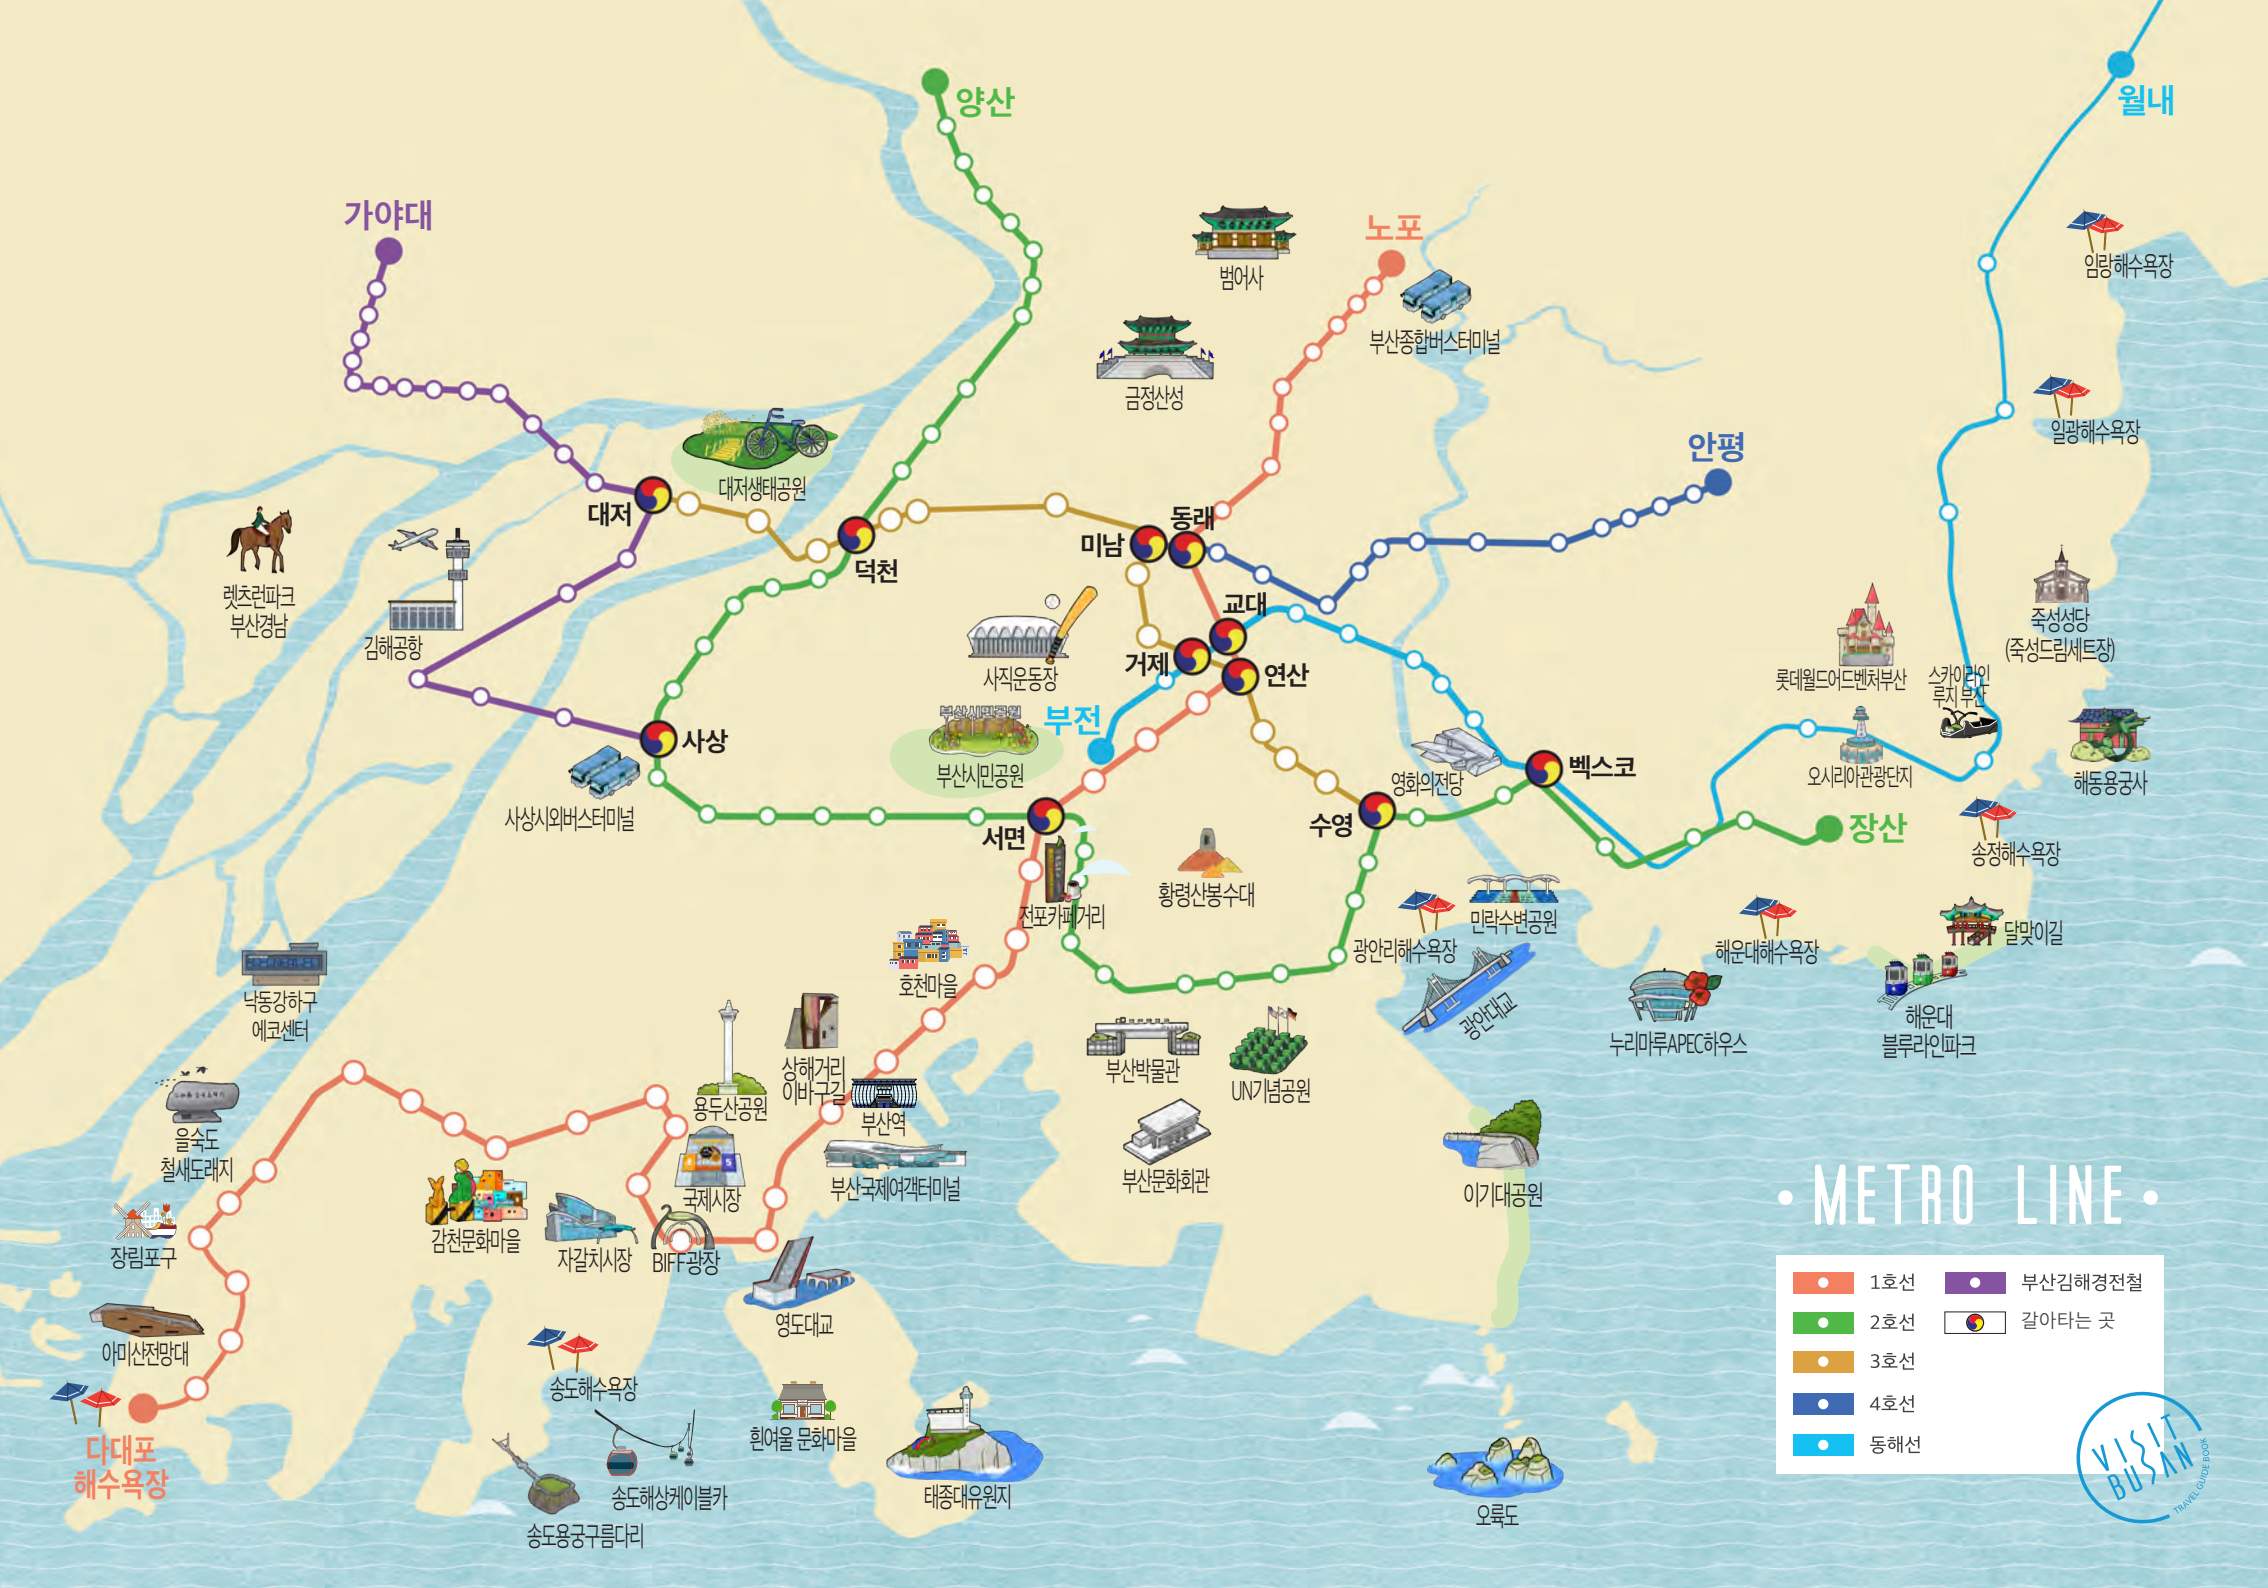 양산
월내
가야대
노포
범어사
임랑해수욕장
부산종합버스터미널
금정산성
일광해수욕장
안평
대저생태공원
대저
동래
미남
덕천
렛츠런파크
부산경남
김해공항
교대
죽성성당
(죽성드림세트장)
사직운동장
거제
연산
롯데월드어드벤처부산
스카이라인
루지 부산
부산시민공원
부전
사상
부산시민공원
영화의전당
벡스코
오시리아관광단지
해동용궁사
사상시외버스터미널
서면
수영
장산
송정해수욕장
황령산봉수대
전포카페거리
민락수변공원
광안리해수욕장
해운대해수욕장
달맞이길
호천마을
낙동강하구
에코센터
광안대교
해운대
블루라인파크
누리마루APEC하우스
상해거리
이바구길
부산박물관
UN기념공원
용두산공원
부산역
을숙도
철새도래지
부산국제여객터미널
부산문화회관
국제시장
이기대공원
METRO LINE
장림포구
감천문화마을
자갈치시장
BIFF광장
1호선
부산김해경전철
2호선
갈아타는 곳
3호선
4호선
동해선
영도대교
아미산전망대
송도해수욕장
다대포
해수욕장
흰여울 문화마을
송도해상케이블카
태종대유원지
오륙도
송도용궁구름다리
VISIT
BUSAN
TRAVEL GUIDE BOOK